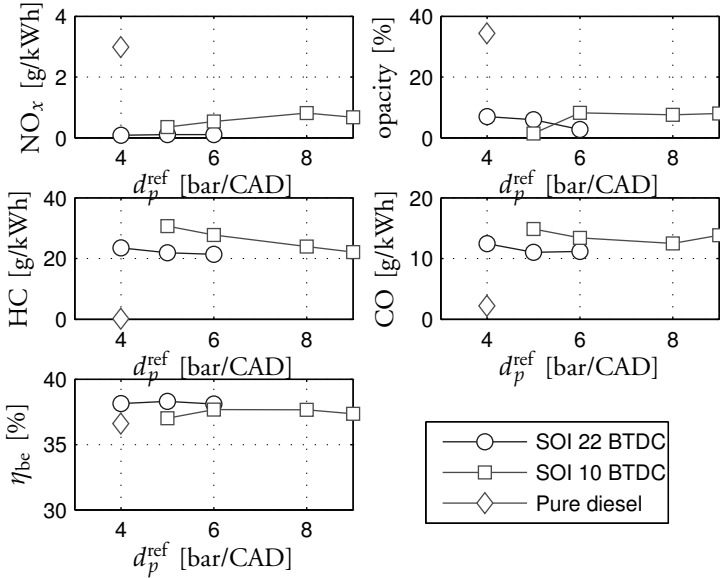 NOx [g/kWh]
4
2
0
4 6 8
d_p^ref [bar/CAD]
opacity [%]
40
20
0
4 6 8
d_p^ref [bar/CAD]
HC [g/kWh]
40
20
0
4 6 8
d_p^ref [bar/CAD]
CO [g/kWh]
20
10
0
4 6 8
d_p^ref [bar/CAD]
η_be [%]
40
35
30
4 6 8
d_p^ref [bar/CAD]
SOI 22 BTDC
SOI 10 BTDC
Pure diesel